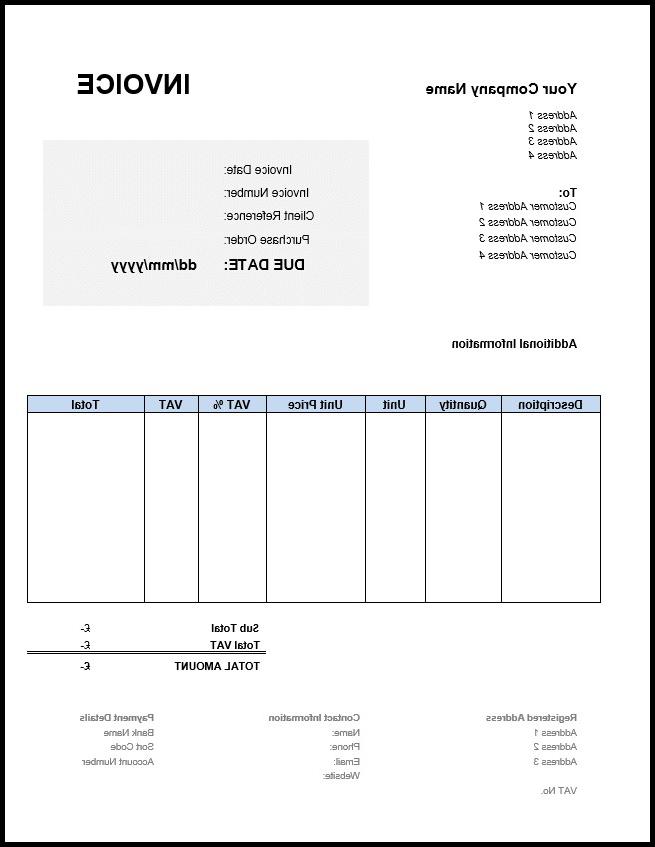 Your Company Name INVOICE
Address 1
Address 2
Address 3
Address 4
Invoice Date:
Invoice Number:
Client Reference:
Purchase Order:
DUE DATE: dd/mm/yyyy
To:
Customer Address 1
Customer Address 2
Customer Address 3
Customer Address 4
Additional Information
Description Quantity Unit Unit Price VAT % VAT Total
Sub Total £-
Total VAT £-
TOTAL AMOUNT £-
Registered Address
Address 1
Address 2
Address 3
VAT No.
Contact Information
Name:
Phone:
Email:
Website:
Payment Details
Bank Name
Sort Code
Account Number